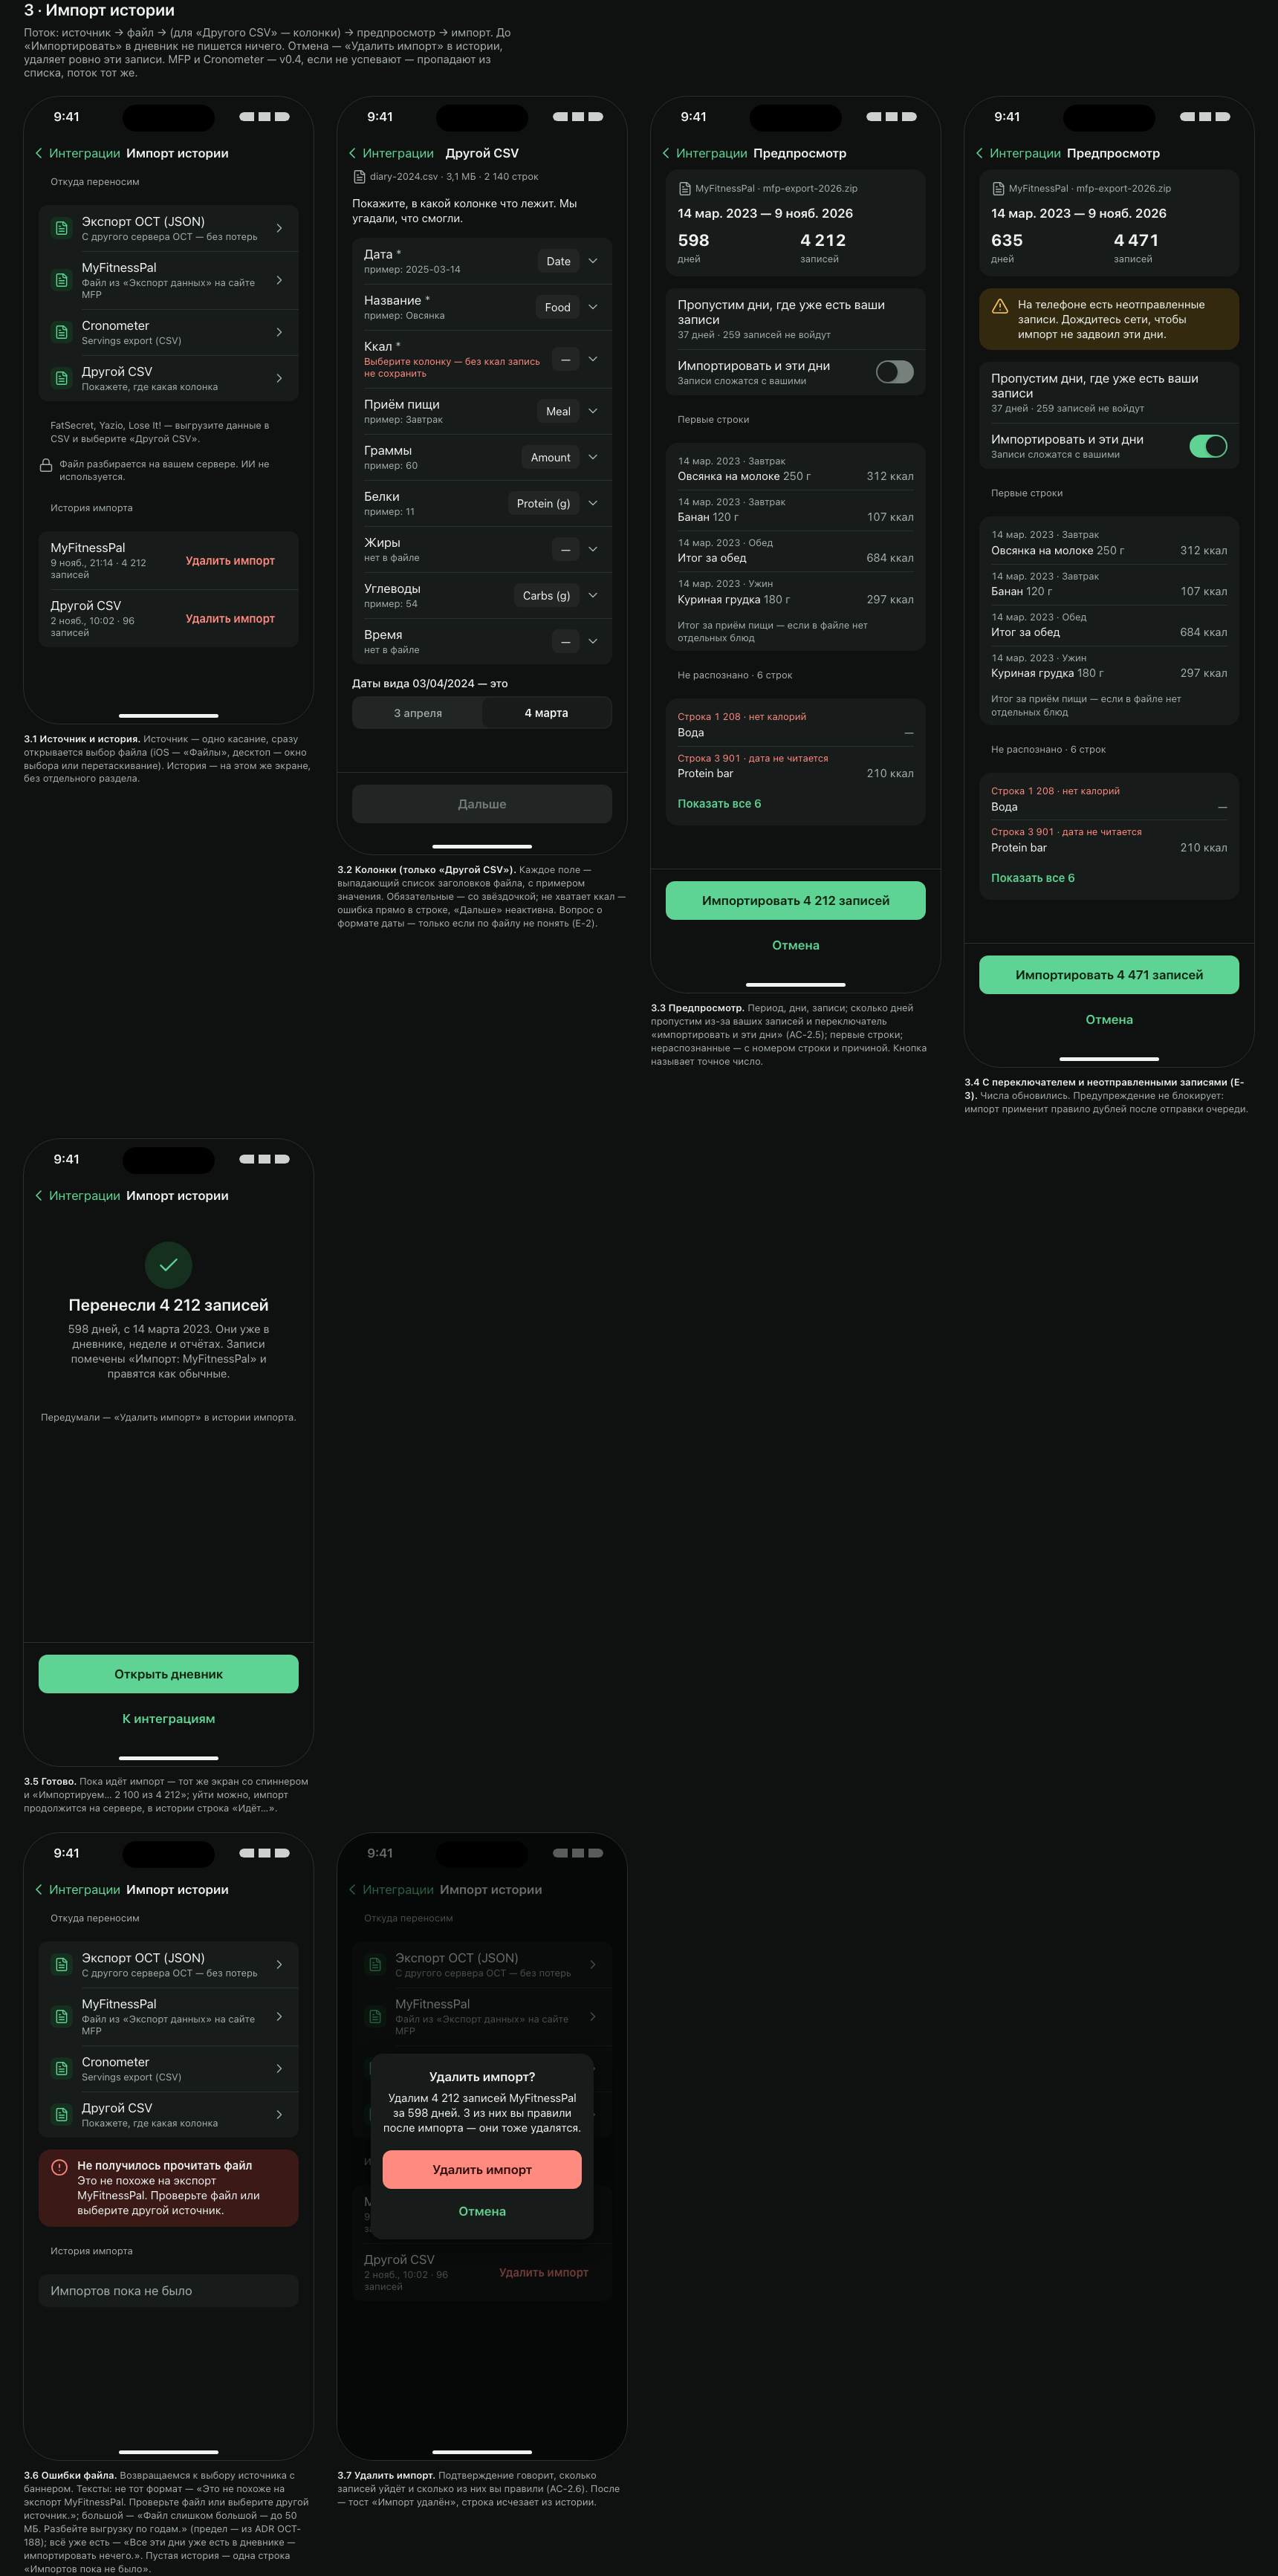 3 · Импорт истории
Поток: источник → файл → (для «Другого CSV» — колонки) → предпросмотр → импорт. До
«Импортировать» в дневник не пишется ничего. Отмена — «Удалить импорт» в истории,
удаляет ровно эти записи. MFP и Cronometer — v0.4, если не успевают — пропадают из
списка, поток тот же.
9:41
Интеграции Импорт истории
Откуда переносим
Экспорт OCT (JSON)
С другого сервера OCT — без потерь
MyFitnessPal
Файл из «Экспорт данных» на сайте
MFP
Cronometer
Servings export (CSV)
Другой CSV
Покажите, где какая колонка
FatSecret, Yazio, Lose It! — выгрузите данные в
CSV и выберите «Другой CSV».
Файл разбирается на вашем сервере. ИИ не
используется.
История импорта
MyFitnessPal
9 нояб., 21:14 · 4 212
записей
Удалить импорт
Другой CSV
2 нояб., 10:02 · 96
записей
Удалить импорт
3.1 Источник и история. Источник — одно касание, сразу
открывается выбор файла (iOS — «Файлы», десктоп — окно
выбора или перетаскивание). История — на этом же экране,
без отдельного раздела.
9:41
Интеграции Другой CSV
diary-2024.csv · 3,1 МБ · 2 140 строк
Покажите, в какой колонке что лежит. Мы
угадали, что смогли.
Дата *
пример: 2025-03-14
Date
Название *
пример: Овсянка
Food
Ккал *
Выберите колонку — без ккал запись
не сохранить
—
Приём пищи
пример: Завтрак
Meal
Граммы
пример: 60
Amount
Белки
пример: 11
Protein (g)
Жиры
нет в файле
—
Углеводы
пример: 54
Carbs (g)
Время
нет в файле
—
Даты вида 03/04/2024 — это
3 апреля
4 марта
Дальше
3.2 Колонки (только «Другой CSV»). Каждое поле —
выпадающий список заголовков файла, с примером
значения. Обязательные — со звёздочкой; не хватает ккал —
ошибка прямо в строке, «Дальше» неактивна. Вопрос о
формате даты — только если по файлу не понять (E-2).
9:41
Интеграции Предпросмотр
MyFitnessPal · mfp-export-2026.zip
14 мар. 2023 — 9 нояб. 2026
598
дней
4 212
записей
Пропустим дни, где уже есть ваши
записи
37 дней · 259 записей не войдут
Импортировать и эти дни
Записи сложатся с вашими
Первые строки
14 мар. 2023 · Завтрак
Овсянка на молоке 250 г 312 ккал
14 мар. 2023 · Завтрак
Банан 120 г 107 ккал
14 мар. 2023 · Обед
Итог за обед 684 ккал
14 мар. 2023 · Ужин
Куриная грудка 180 г 297 ккал
Итог за приём пищи — если в файле нет
отдельных блюд
Не распознано · 6 строк
Строка 1 208 · нет калорий
Вода —
Строка 3 901 · дата не читается
Protein bar 210 ккал
Показать все 6
Импортировать 4 212 записей
Отмена
3.3 Предпросмотр. Период, дни, записи; сколько дней
пропустим из-за ваших записей и переключатель
«импортировать и эти дни» (AC-2.5); первые строки;
нераспознанные — с номером строки и причиной. Кнопка
называет точное число.
9:41
Интеграции Предпросмотр
MyFitnessPal · mfp-export-2026.zip
14 мар. 2023 — 9 нояб. 2026
635
дней
4 471
записей
На телефоне есть неотправленные
записи. Дождитесь сети, чтобы
импорт не задвоил эти дни.
Пропустим дни, где уже есть ваши
записи
37 дней · 259 записей не войдут
Импортировать и эти дни
Записи сложатся с вашими
Первые строки
14 мар. 2023 · Завтрак
Овсянка на молоке 250 г 312 ккал
14 мар. 2023 · Завтрак
Банан 120 г 107 ккал
14 мар. 2023 · Обед
Итог за обед 684 ккал
14 мар. 2023 · Ужин
Куриная грудка 180 г 297 ккал
Итог за приём пищи — если в файле нет
отдельных блюд
Не распознано · 6 строк
Строка 1 208 · нет калорий
Вода —
Строка 3 901 · дата не читается
Protein bar 210 ккал
Показать все 6
Импортировать 4 471 записей
Отмена
3.4 С переключателем и неотправленными записями (E-
3). Числа обновились. Предупреждение не блокирует:
импорт применит правило дублей после отправки очереди.
9:41
Интеграции Импорт истории
Перенесли 4 212 записей
598 дней, с 14 марта 2023. Они уже в
дневнике, неделе и отчётах. Записи
помечены «Импорт: MyFitnessPal» и
правятся как обычные.
Передумали — «Удалить импорт» в истории импорта.
Открыть дневник
К интеграциям
3.5 Готово. Пока идёт импорт — тот же экран со спиннером
и «Импортируем… 2 100 из 4 212»; уйти можно, импорт
продолжится на сервере, в истории строка «Идёт…».
9:41
Интеграции Импорт истории
Откуда переносим
Экспорт OCT (JSON)
С другого сервера OCT — без потерь
MyFitnessPal
Файл из «Экспорт данных» на сайте
MFP
Cronometer
Servings export (CSV)
Другой CSV
Покажите, где какая колонка
Не получилось прочитать файл
Это не похоже на экспорт
MyFitnessPal. Проверьте файл или
выберите другой источник.
История импорта
Импортов пока не было
3.6 Ошибки файла. Возвращаемся к выбору источника с
баннером. Тексты: не тот формат — «Это не похоже на
экспорт MyFitnessPal. Проверьте файл или выберите другой
источник.»; большой — «Файл слишком большой — до 50
МБ. Разбейте выгрузку по годам.» (предел — из ADR OCT-
188); всё уже есть — «Все эти дни уже есть в дневнике —
импортировать нечего.». Пустая история — одна строка
«Импортов пока не было».
9:41
Интеграции Импорт истории
Откуда переносим
Экспорт OCT (JSON)
С другого сервера OCT — без потерь
MyFitnessPal
Файл из «Экспорт данных» на сайте
MFP
Удалить импорт?
Удалим 4 212 записей MyFitnessPal
за 598 дней. 3 из них вы правили
после импорта — они тоже удалятся.
Удалить импорт
Отмена
Другой CSV
2 нояб., 10:02 · 96
записей
Удалить импорт
3.7 Удалить импорт. Подтверждение говорит, сколько
записей уйдёт и сколько из них вы правили (AC-2.6). После
— тост «Импорт удалён», строка исчезает из истории.